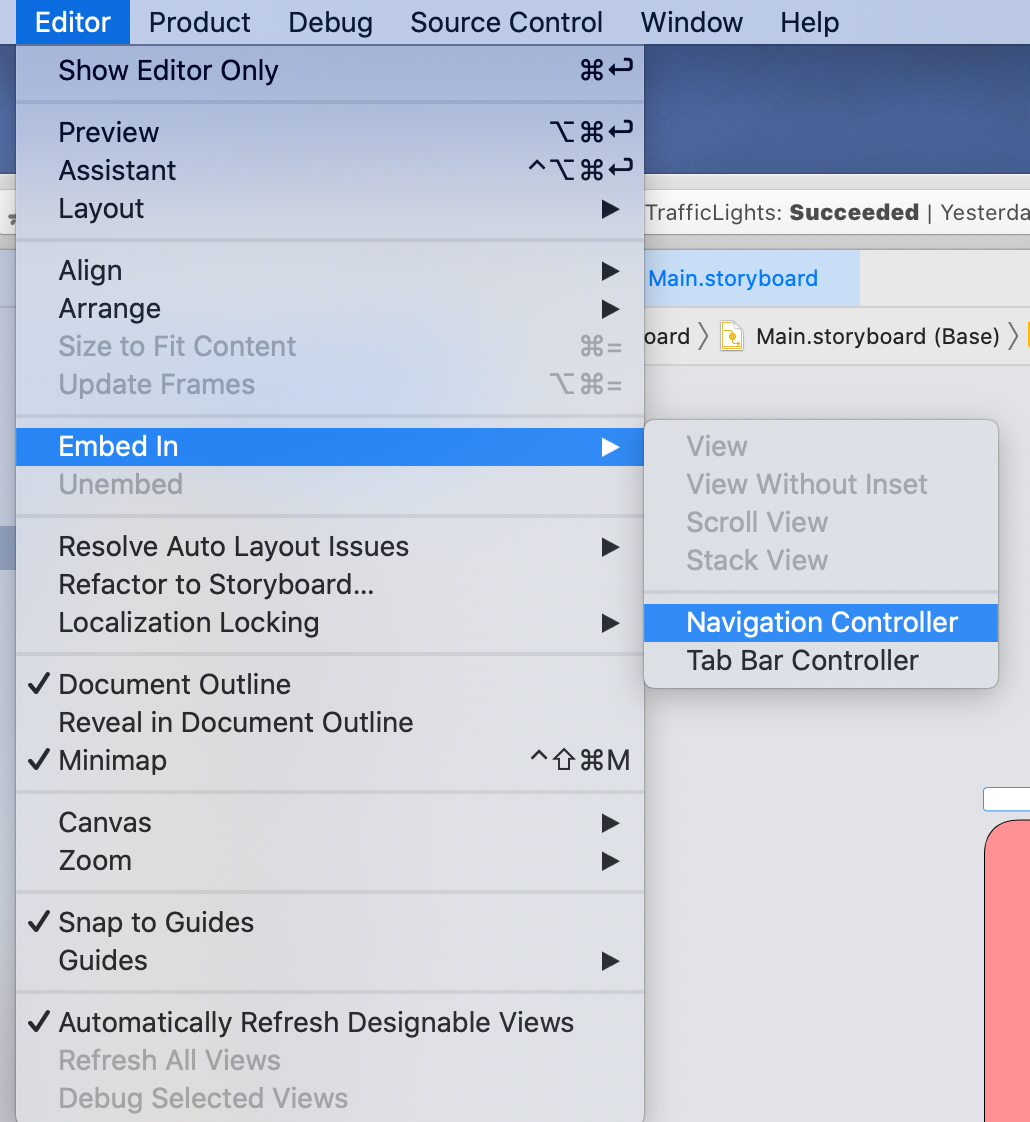 Editor Product Debug Source Control Window Help
Show Editor Only ⌘↩
Preview ⌥⌘↩
Assistant ^⌥⌘↩
Layout ▶
TrafficLights: Succeeded | Yesterda
Align ▶
Main.storyboard
Arrange ▶
oard 〉 Main.storyboard (Base) 〉
Size to Fit Content ⌘=
Update Frames ⌥⌘=
Embed In ▶
Unembed
View
View Without Inset
Scroll View
Stack View
Navigation Controller
Tab Bar Controller
Resolve Auto Layout Issues ▶
Refactor to Storyboard...
Localization Locking ▶
✓ Document Outline
Reveal in Document Outline
✓ Minimap ^⇧⌘M
Canvas ▶
Zoom ▶
✓ Snap to Guides
Guides ▶
✓ Automatically Refresh Designable Views
Refresh All Views
Debug Selected Views